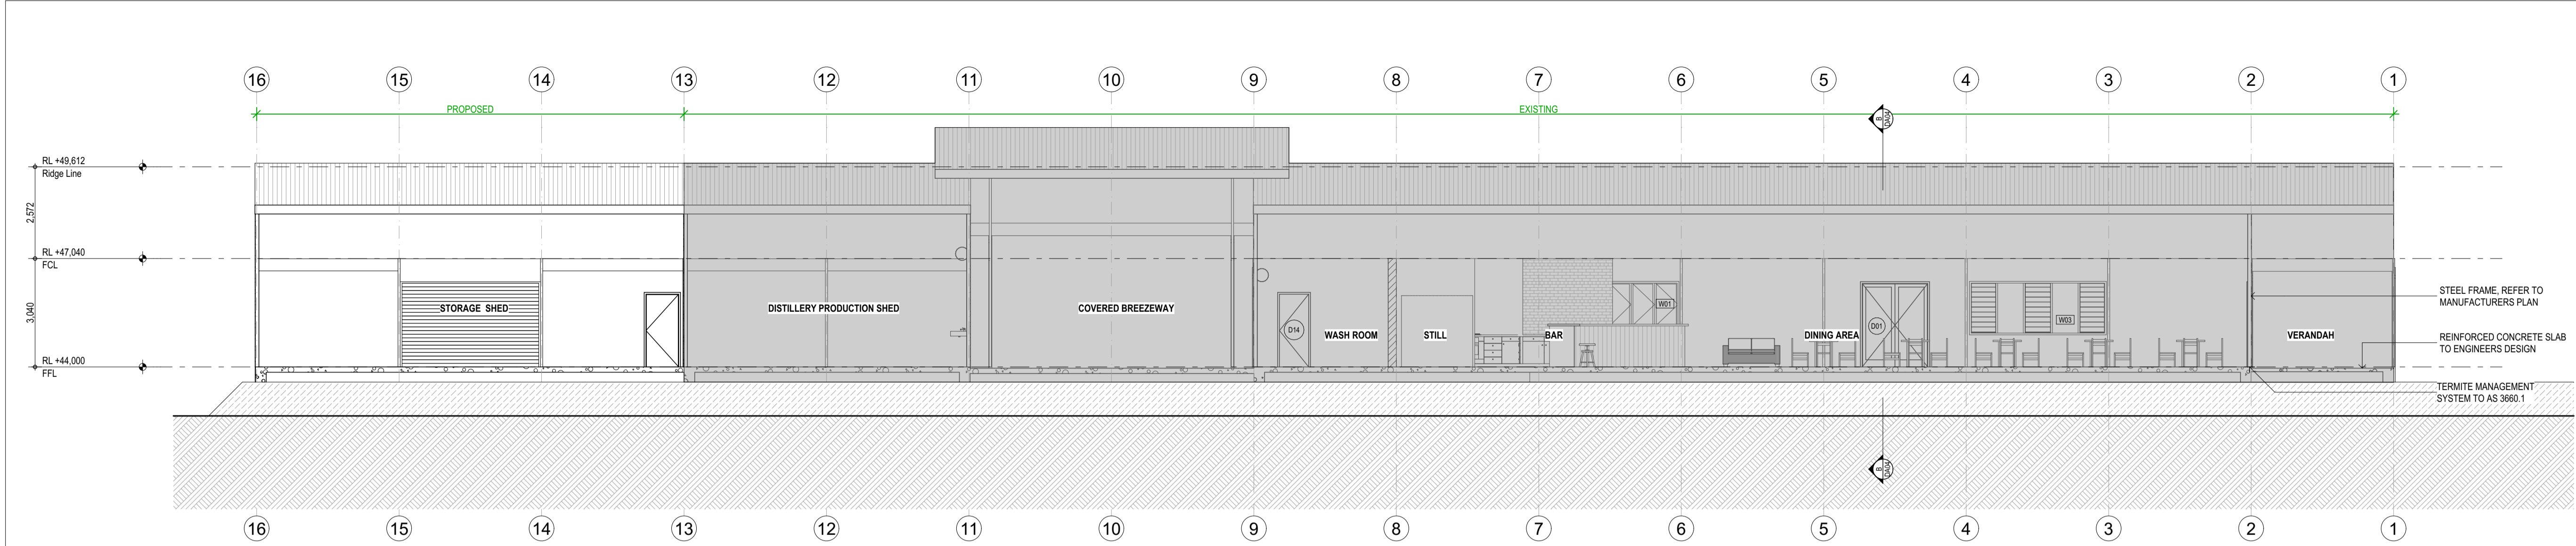 16 15 14 13 12 11 10 9 8 7 6 5 4 3 2 1
PROPOSED
EXISTING
B
DA04
RL +49,612
Ridge Line
2,572
RL +47,040
FCL
3,040
RL +44,000
FFL
STORAGE SHED
DISTILLERY PRODUCTION SHED
COVERED BREEZEWAY
D14
WASH ROOM
STILL
BAR
W01
DINING AREA
D01
W03
VERANDAH
STEEL FRAME, REFER TO
MANUFACTURERS PLAN
REINFORCED CONCRETE SLAB
TO ENGINEERS DESIGN
TERMITE MANAGEMENT
SYSTEM TO AS 3660.1
B
DA04
16 15 14 13 12 11 10 9 8 7 6 5 4 3 2 1